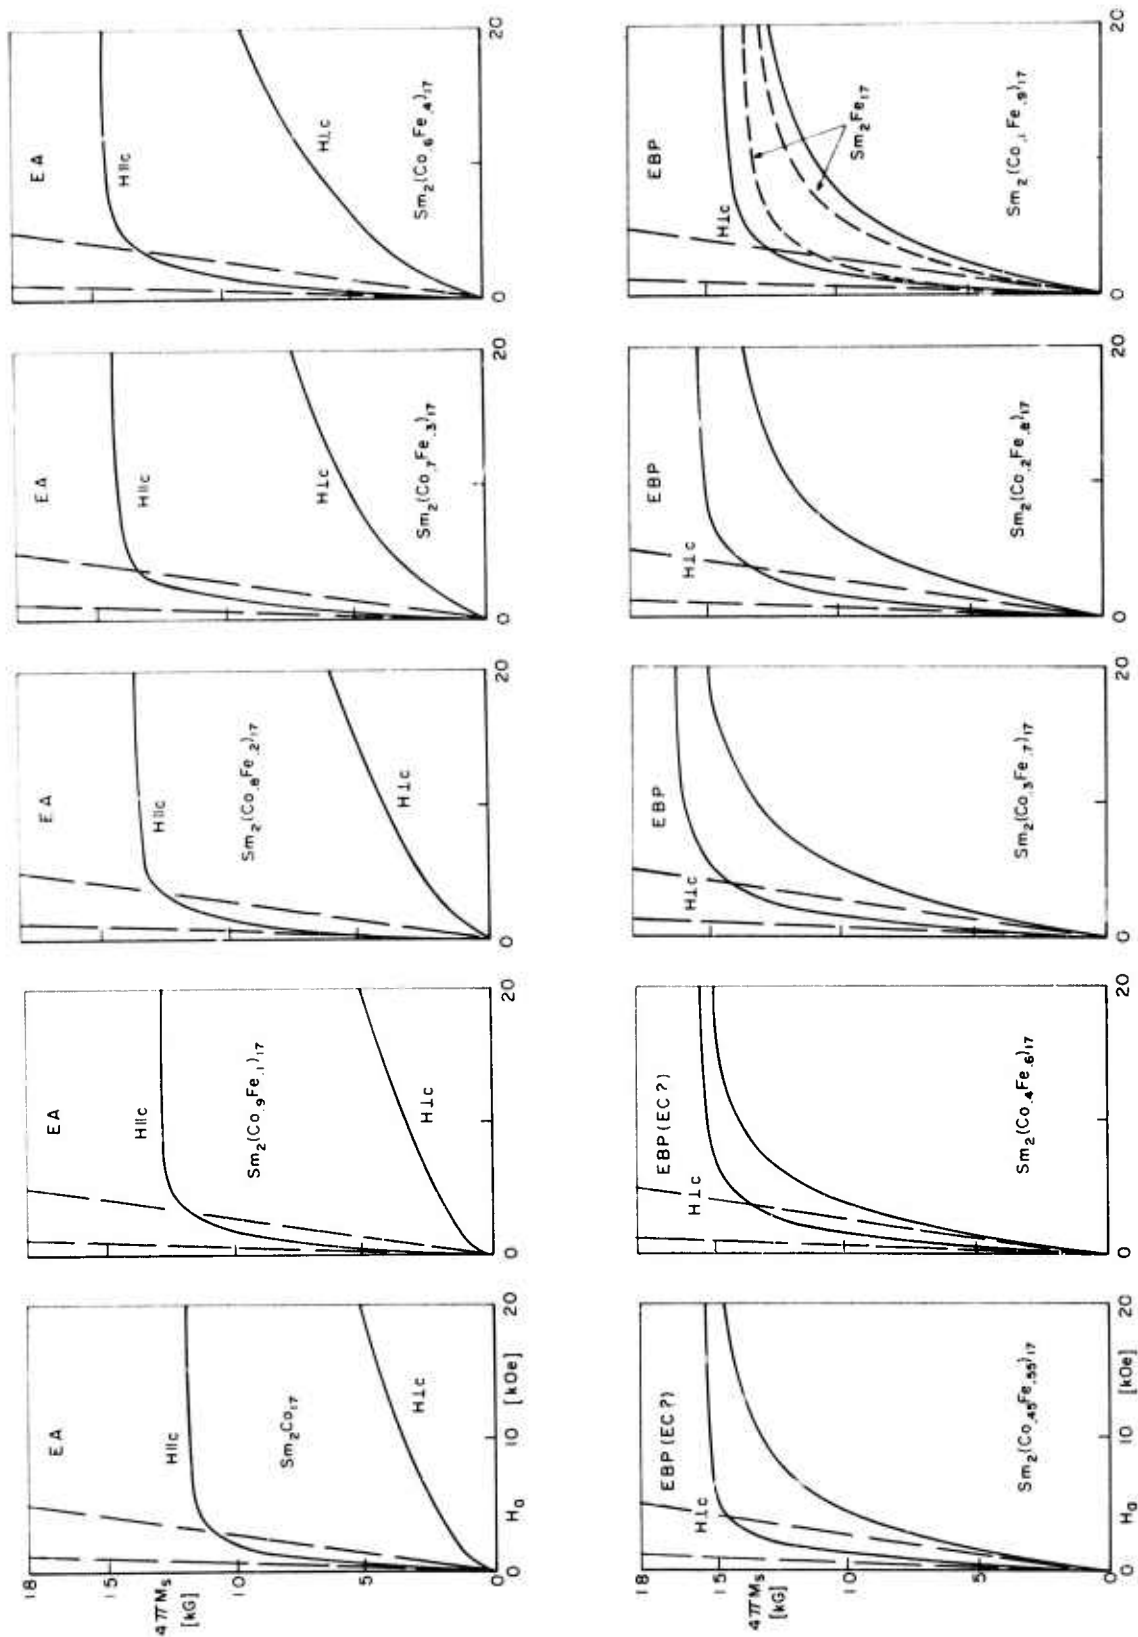 18
15
10
5
0
4πMs
[kG]
EA
H∥c
Sm₂Co₁₇
H⊥c
0
10
20
Hₐ
[kOe]
EA
H∥c
Sm₂(Co.₉Fe.₁)₁₇
H⊥c
0
20
EA
H∥c
Sm₂(Co.₈Fe.₂)₁₇
H⊥c
0
20
EA
H∥c
H⊥c
Sm₂(Co.₇Fe.₃)₁₇
0
20
EA
H∥c
H⊥c
Sm₂(Co.₆Fe.₄)₁₇
0
20
18
15
10
5
0
4πMs
[kG]
EBP(EC?)
H⊥c
Sm₂(Co.₄₅Fe.₅₅)₁₇
0
10
20
Hₐ
[kOe]
EBP(EC?)
H⊥c
Sm₂(Co.₄Fe.₆)₁₇
0
20
EBP
H⊥c
Sm₂(Co.₃Fe.₇)₁₇
0
20
EBP
H⊥c
Sm₂(Co.₂Fe.₈)₁₇
0
20
EBP
H⊥c
Sm₂Fe₁₇
Sm₂(Co.₁Fe.₉)₁₇
0
20